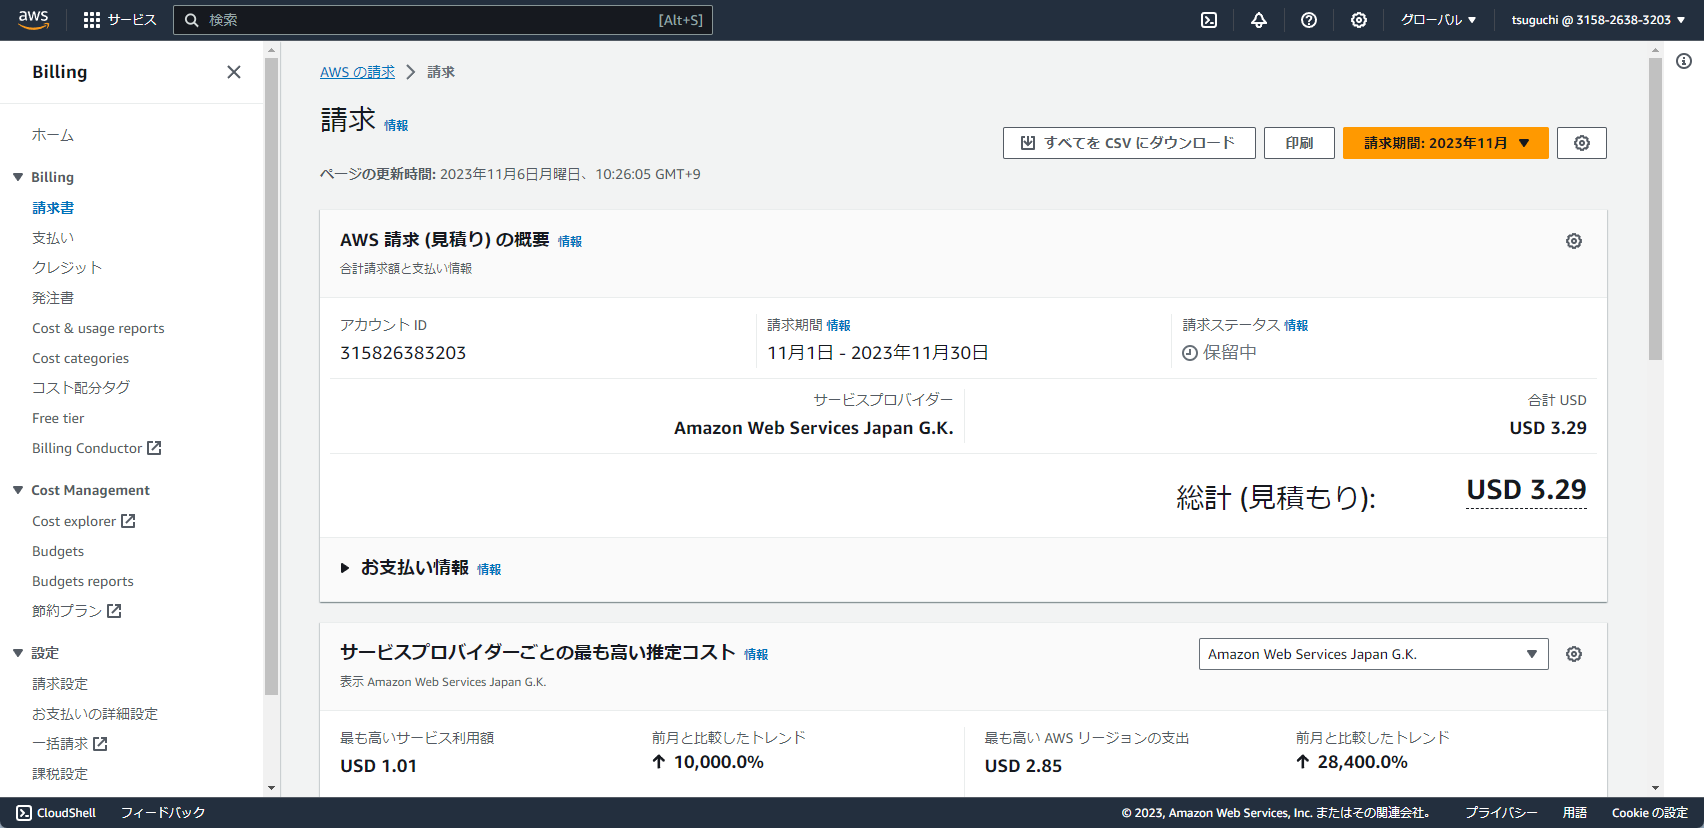 aws
サービス
検索
[Alt+S]
グローバル ▼
tsuguchi @ 3158-2638-3203 ▼
Billing
ホーム
Billing
請求書
支払い
クレジット
発注書
Cost & usage reports
Cost categories
コスト配分タグ
Free tier
Billing Conductor
Cost Management
Cost explorer
Budgets
Budgets reports
節約プラン
設定
請求設定
お支払いの詳細設定
一括請求
課税設定
AWS の請求 > 請求
請求 情報
すべてを CSV にダウンロード
印刷
請求期間: 2023年11月 ▼
ページの更新時間: 2023年11月6日月曜日、10:26:05 GMT+9
AWS 請求 (見積り) の概要 情報
合計請求額と支払い情報
アカウント ID
315826383203
請求期間 情報
11月1日 - 2023年11月30日
請求ステータス 情報
保留中
サービスプロバイダー
Amazon Web Services Japan G.K.
合計 USD
USD 3.29
総計 (見積もり):
USD 3.29
お支払い情報 情報
サービスプロバイダーごとの最も高い推定コスト 情報
表示 Amazon Web Services Japan G.K.
Amazon Web Services Japan G.K.
最も高いサービス利用額
USD 1.01
前月と比較したトレンド
↑ 10,000.0%
最も高い AWS リージョンの支出
USD 2.85
前月と比較したトレンド
↑ 28,400.0%
CloudShell
フィードバック
© 2023, Amazon Web Services, Inc. またはその関連会社。
プライバシー
用語
Cookie の設定